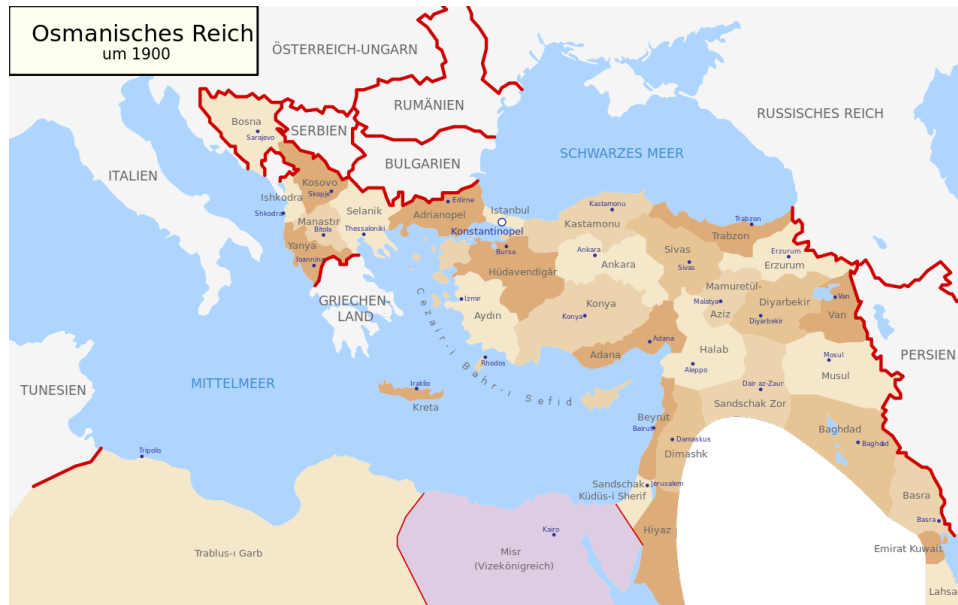 Osmanisches Reich
um 1900
ÖSTERREICH-UNGARN
RUMÄNIEN
RUSSISCHES REICH
SERBIEN
BULGARIEN
SCHWARZES MEER
ITALIEN
Bosna
Sarajevo
Kosovo
Skopje
Ishkodra
Shkodra
Manastır
Bitola
Selanik
Thessaloniki
Yanya
Ioannina
Adrianopel
Edirne
Istanbul
Konstantinopel
Bursa
Hüdavendigâr
Kastamonu
Kastamonu
Ankara
Ankara
Sivas
Sivas
Trabzon
Trabzon
Erzurum
Erzurum
Mamuretül-
Aziz
Malatya
Diyarbekir
Diyarbekir
Van
Van
GRIECHEN-
LAND
Izmir
Aydın
Konya
Konya
Adana
Adana
Halab
Aleppo
Mosul
Musul
Dair az-Zaur
Sandschak Zor
PERSIEN
TUNESIEN
MITTELMEER
Cezair-i Bahr-ı Sefid
Rhodos
Iraklio
Kreta
Beyrut
Beirut
Damaskus
Dimashk
Baghdad
Baghdad
Basra
Basra
Tripolis
Sandschak
Küdüs-i Sherif
Jerusalem
Hiyaz
Kairo
Misr
(Vizekönigreich)
Trablus-ı Garb
Emirat Kuwait
Lahsa